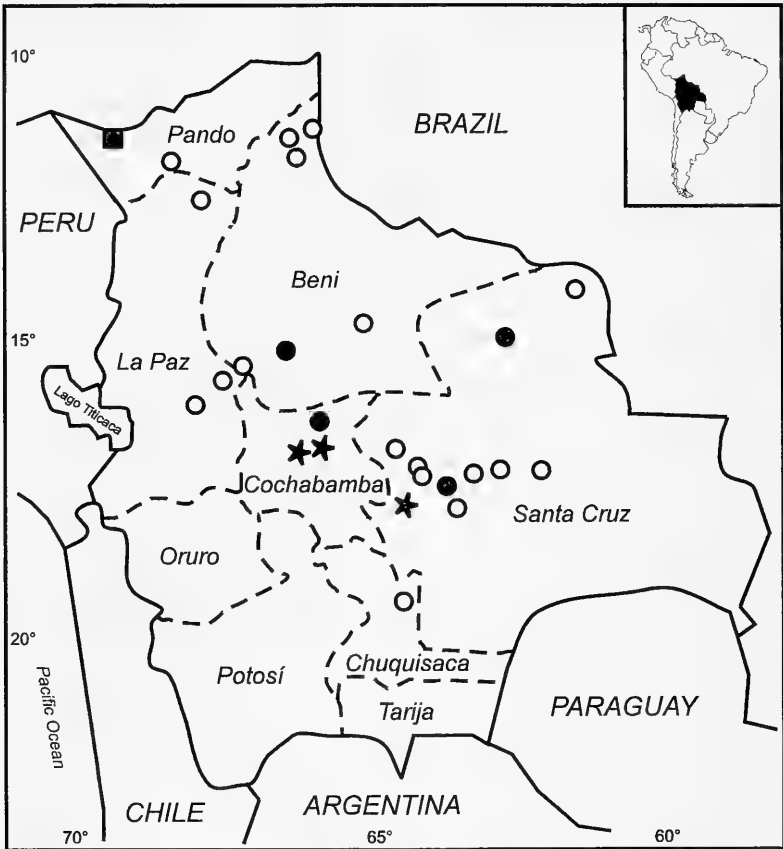 10°
Pando
BRAZIL
PERU
Beni
15°
La Paz
Lago Titicaca
Cochabamba
Santa Cruz
Oruro
20°
Chuquisaca
Potosí
Pacific Ocean
Tarija
PARAGUAY
CHILE
ARGENTINA
70°
65°
60°